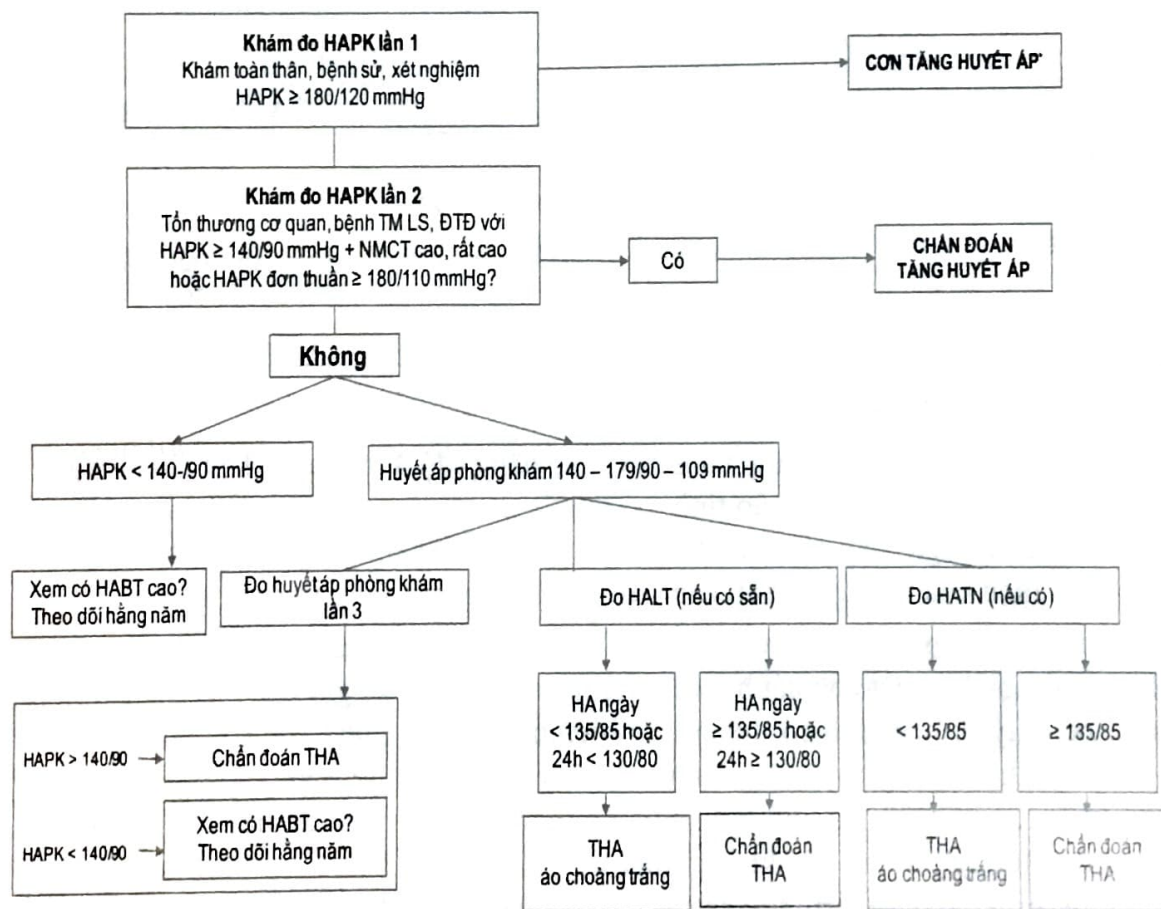 Khám đo HAPK lần 1
Khám toàn thân, bệnh sử, xét nghiệm
HAPK ≥ 180/120 mmHg
CƠN TĂNG HUYẾT ÁP*
Khám đo HAPK lần 2
Tổn thương cơ quan, bệnh TM LS, ĐTĐ với
HAPK ≥ 140/90 mmHg + NMCT cao, rất cao
hoặc HAPK đơn thuần ≥ 180/110 mmHg?
Có
CHẨN ĐOÁN
TĂNG HUYẾT ÁP
Không
HAPK < 140-/90 mmHg
Huyết áp phòng khám 140 – 179/90 – 109 mmHg
Xem có HABT cao?
Theo dõi hằng năm
Đo huyết áp phòng khám
lần 3
Đo HALT (nếu có sẵn)
Đo HATN (nếu có)
HAPK > 140/90
Chẩn đoán THA
HAPK < 140/90
Xem có HABT cao?
Theo dõi hằng năm
HA ngày
< 135/85 hoặc
24h < 130/80
HA ngày
≥ 135/85 hoặc
24h ≥ 130/80
< 135/85
≥ 135/85
THA
áo choàng trắng
Chẩn đoán
THA
THA
áo choàng trắng
Chẩn đoán
THA